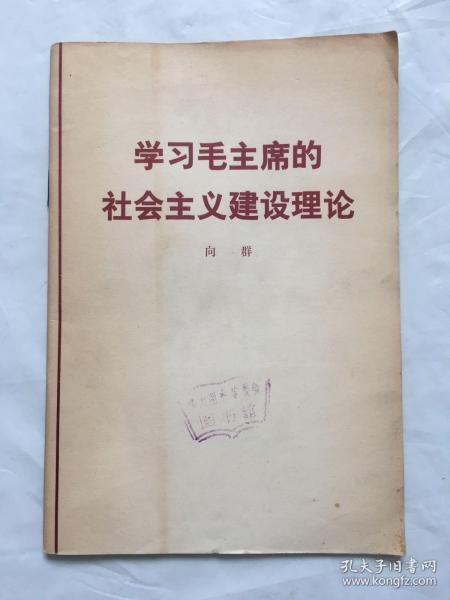 学习毛主席的
社会主义建设理论
向 群
图书馆
孔夫子旧书网
www.kongfz.com